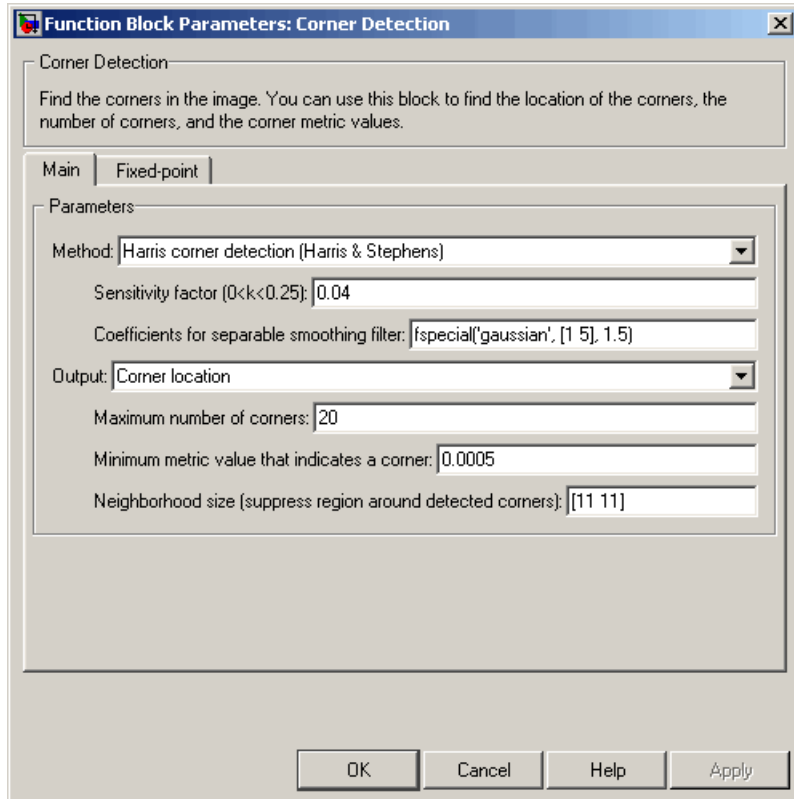 Function Block Parameters: Corner Detection
Corner Detection
Find the corners in the image. You can use this block to find the location of the corners, the
number of corners, and the corner metric values.
Main Fixed-point
Parameters
Method: Harris corner detection (Harris & Stephens)
Sensitivity factor (0<k<0.25): 0.04
Coefficients for separable smoothing filter: fspecial('gaussian', [1 5], 1.5)
Output: Corner location
Maximum number of corners: 20
Minimum metric value that indicates a corner: 0.0005
Neighborhood size (suppress region around detected corners): [11 11]
OK Cancel Help Apply